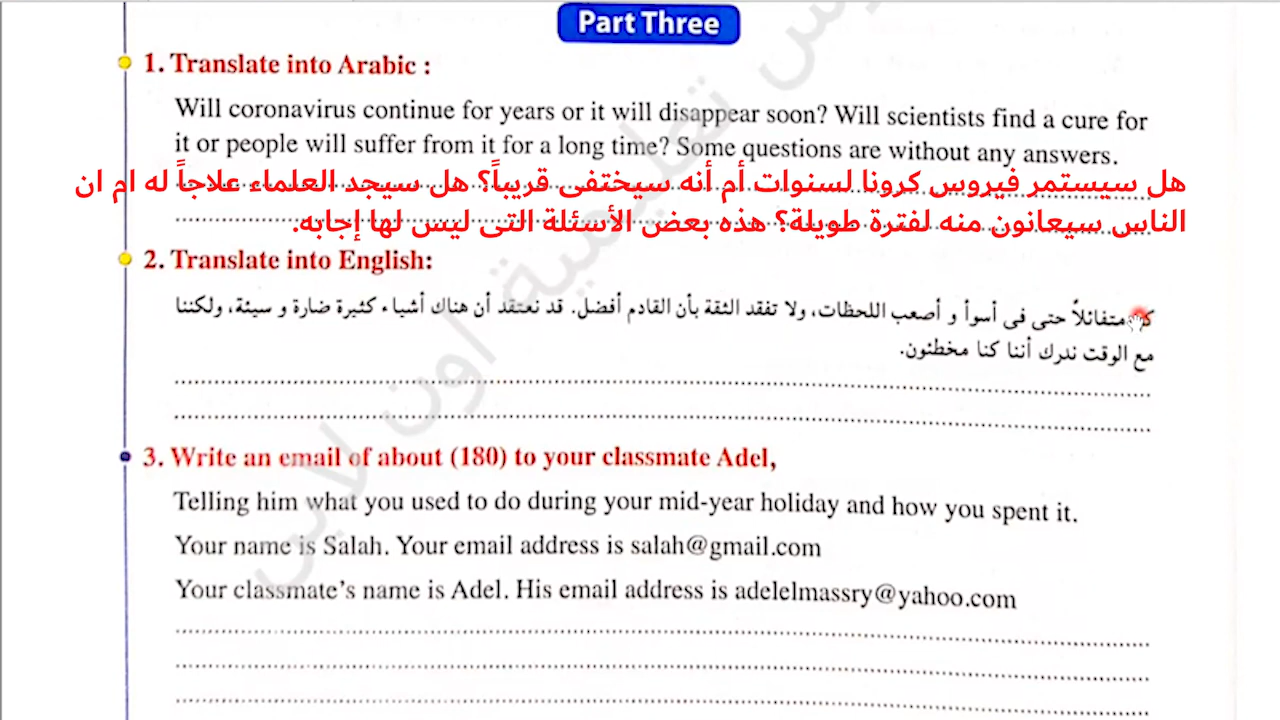 Part Three
1. Translate into Arabic :
Will coronavirus continue for years or it will disappear soon? Will scientists find a cure for
it or people will suffer from it for a long time? Some questions are without any answers.
هل سيستمر فيروس كرونا لسنوات أم أنه سيختفى قريباً؟ هل سيجد العلماء علاجاً له ام ان
الناس سيعانون منه لفترة طويلة؟ هذه بعض الأسئلة التى ليس لها إجابه.
2. Translate into English:
كن متفائلاً حتى فى أسوأ و أصعب اللحظات، ولا تفقد الثقة بأن القادم أفضل. قد نعتقد أن هناك أشياء كثيرة ضارة و سيئة، ولكننا
مع الوقت ندرك أننا كنا مخطئون.
3. Write an email of about (180) to your classmate Adel,
Telling him what you used to do during your mid-year holiday and how you spent it.
Your name is Salah. Your email address is salah@gmail.com
Your classmate's name is Adel. His email address is adelelmassry@yahoo.com